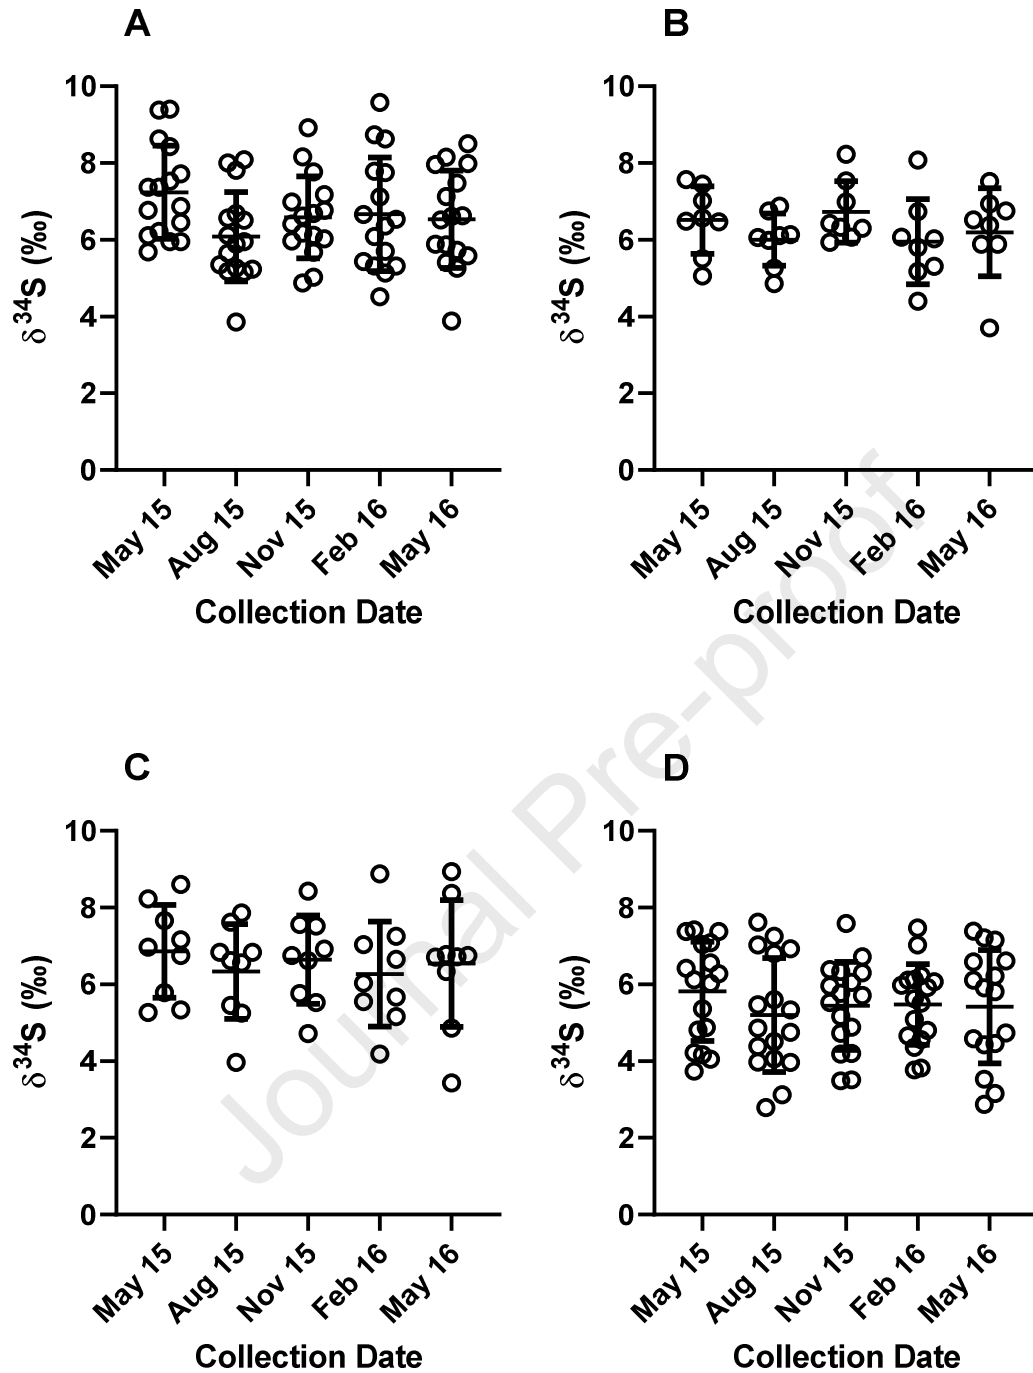 A
10
8
6
4
2
0
δ³⁴S (‰)
May 15
Aug 15
Nov 15
Feb 16
May 16
Collection Date
B
10
8
6
4
2
0
δ³⁴S (‰)
May 15
Aug 15
Nov 15
Feb 16
May 16
Collection Date
C
10
8
6
4
2
0
δ³⁴S (‰)
May 15
Aug 15
Nov 15
Feb 16
May 16
Collection Date
D
10
8
6
4
2
0
δ³⁴S (‰)
May 15
Aug 15
Nov 15
Feb 16
May 16
Collection Date
Journal Pre-proof